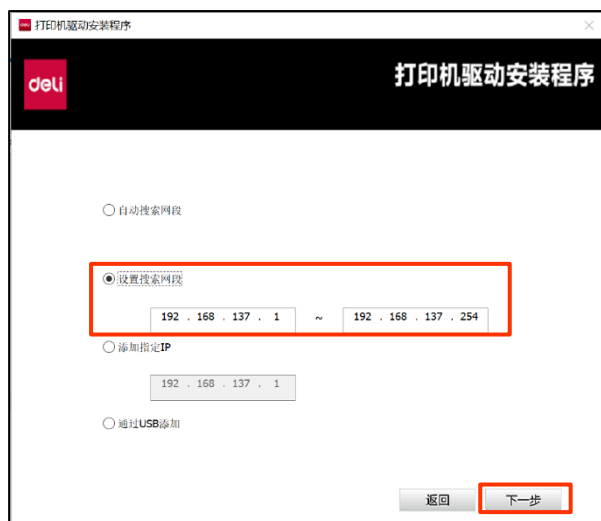 打印机驱动安装程序
deli
打印机驱动安装程序
自动搜索网段
设置搜索网段
192 . 168 . 137 . 1 ~ 192 . 168 . 137 . 254
添加指定IP
192 . 168 . 137 . 1
通过USB添加
返回 下一步